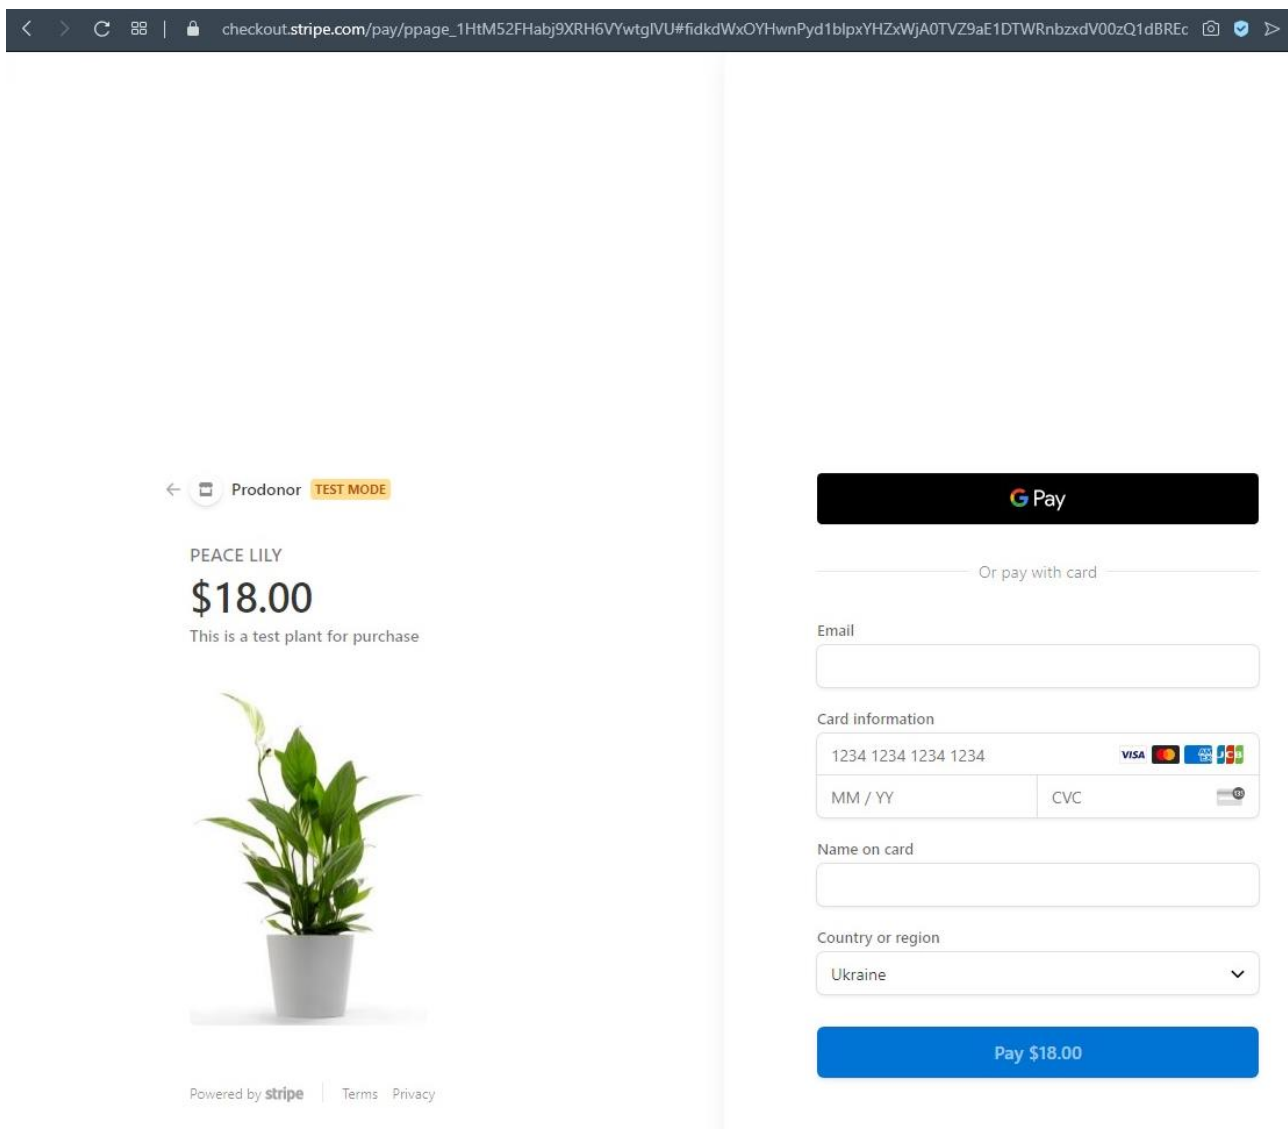 checkout.stripe.com/pay/ppage_1HtM52FHabj9XRH6VYwtglVU#fidkdWxOYHwnPyd1blpxYHZxWjA0TVZ9aE1DTWRnbzxdV00zQ1dBREc
Prodonor TEST MODE
PEACE LILY
$18.00
This is a test plant for purchase
Powered by stripe Terms Privacy
G Pay
Or pay with card
Email
Card information
1234 1234 1234 1234 VISA AMEX JCB
MM / YY CVC
Name on card
Country or region
Ukraine
Pay $18.00